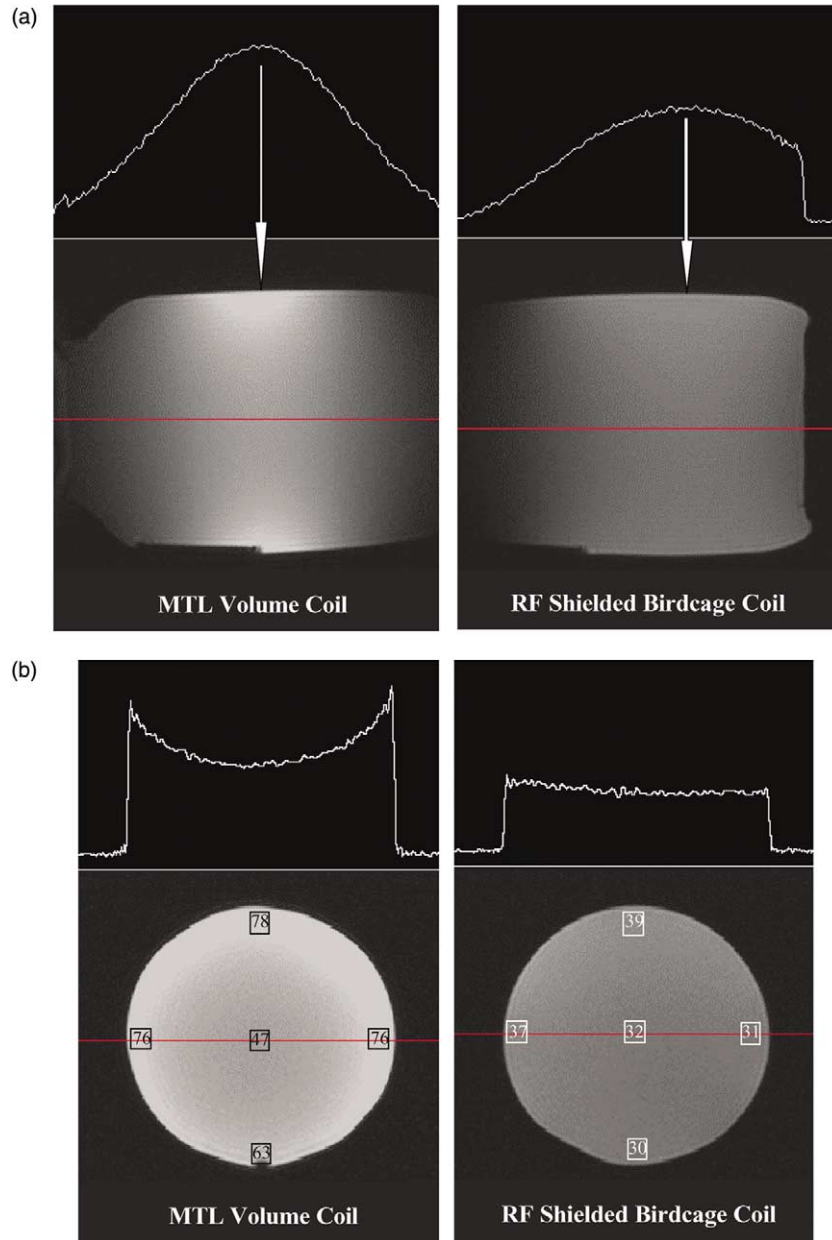 (a)
MTL Volume Coil
RF Shielded Birdcage Coil
(b)
78
76
47
76
63
MTL Volume Coil
39
37
32
31
30
RF Shielded Birdcage Coil